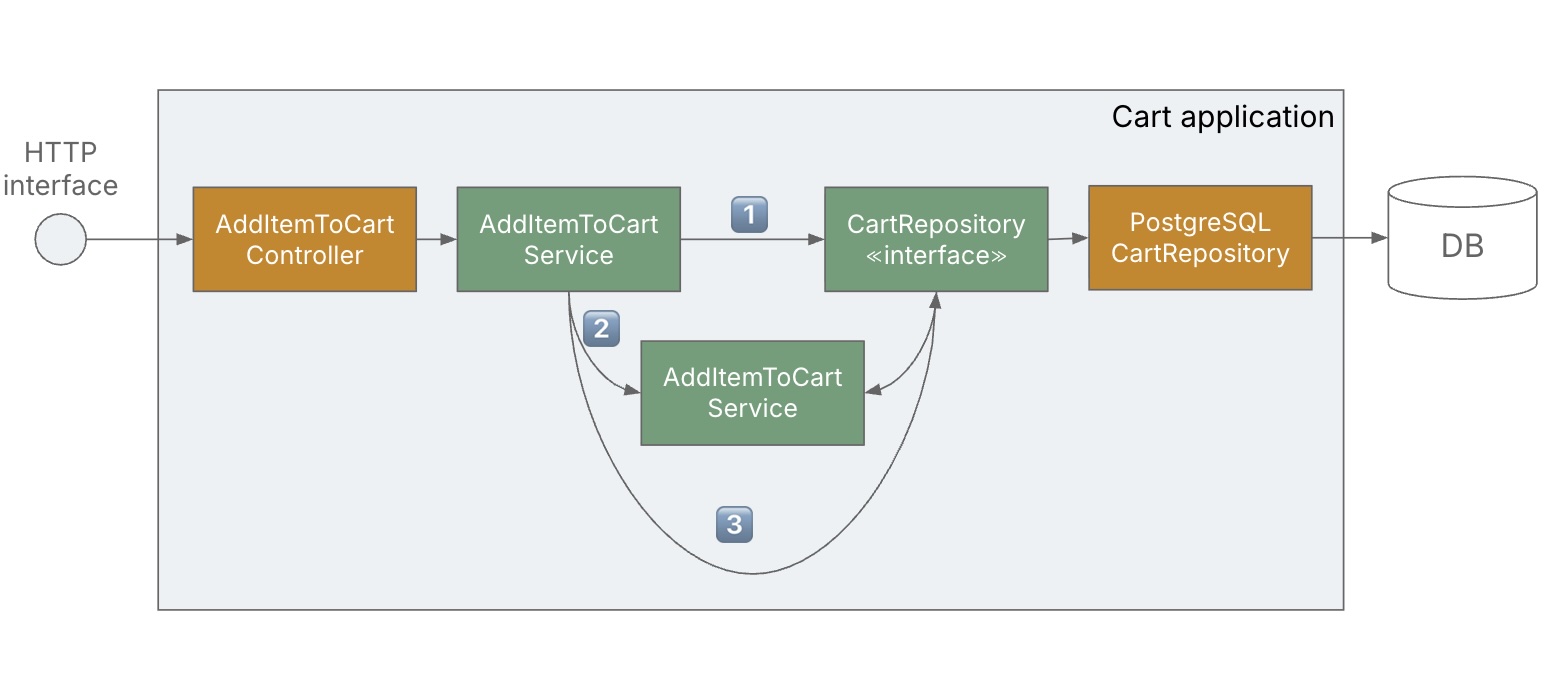 Cart application
HTTP
interface
AddItemToCart
Controller
AddItemToCart
Service
1
CartRepository
«interface»
PostgreSQL
CartRepository
DB
2
AddItemToCart
Service
3